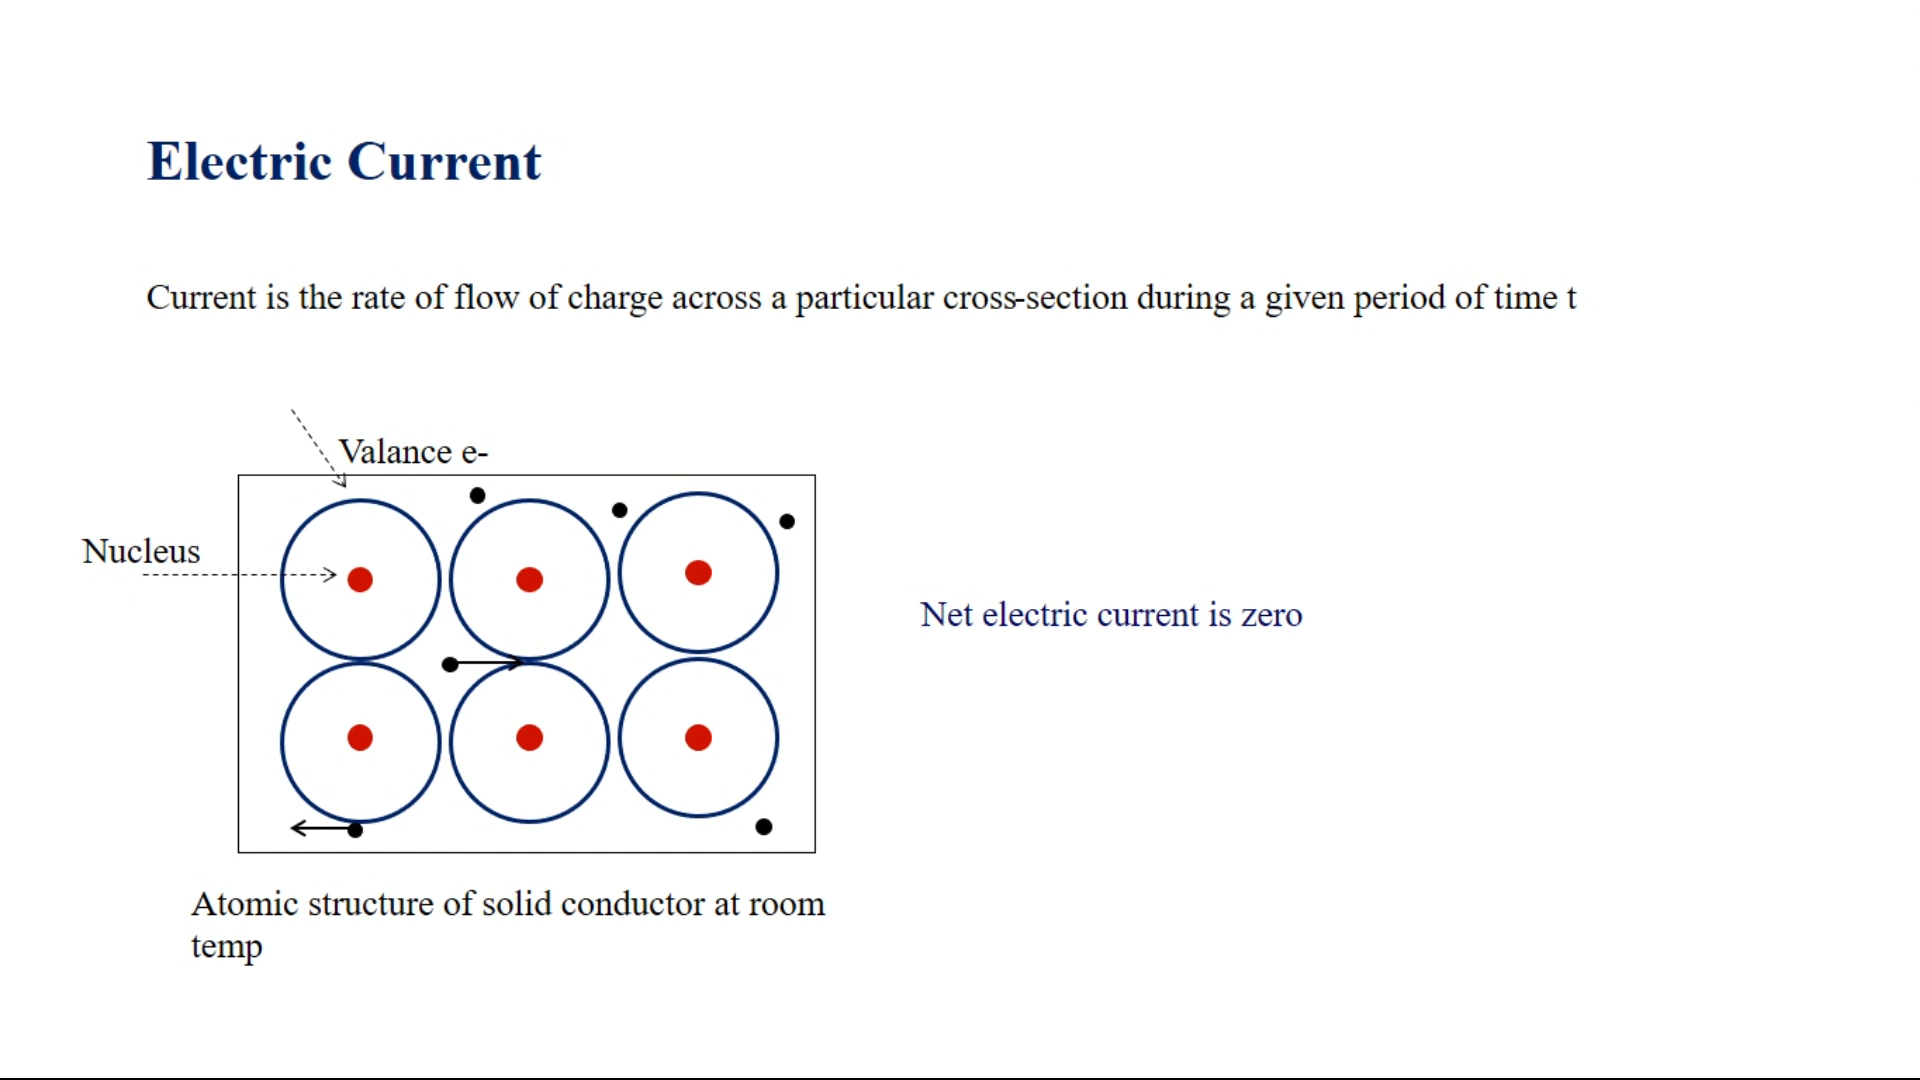 Electric Current
Current is the rate of flow of charge across a particular cross-section during a given period of time t
Valance e-
Nucleus
Net electric current is zero
Atomic structure of solid conductor at room
temp